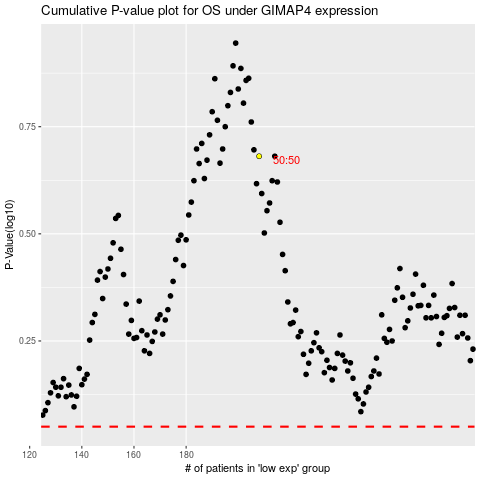 Cumulative P-value plot for OS under GIMAP4 expression
P-Value(log10)
0.75
0.50
0.25
50:50
120 140 160 180
# of patients in 'low exp' group